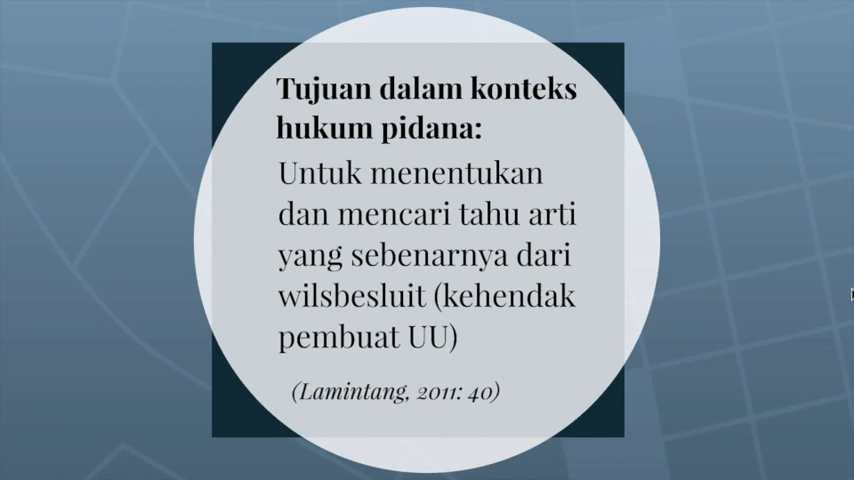 Tujuan dalam konteks
hukum pidana:
Untuk menentukan
dan mencari tahu arti
yang sebenarnya dari
wilsbesluit (kehendak
pembuat UU)
(Lamintang, 2011: 40)